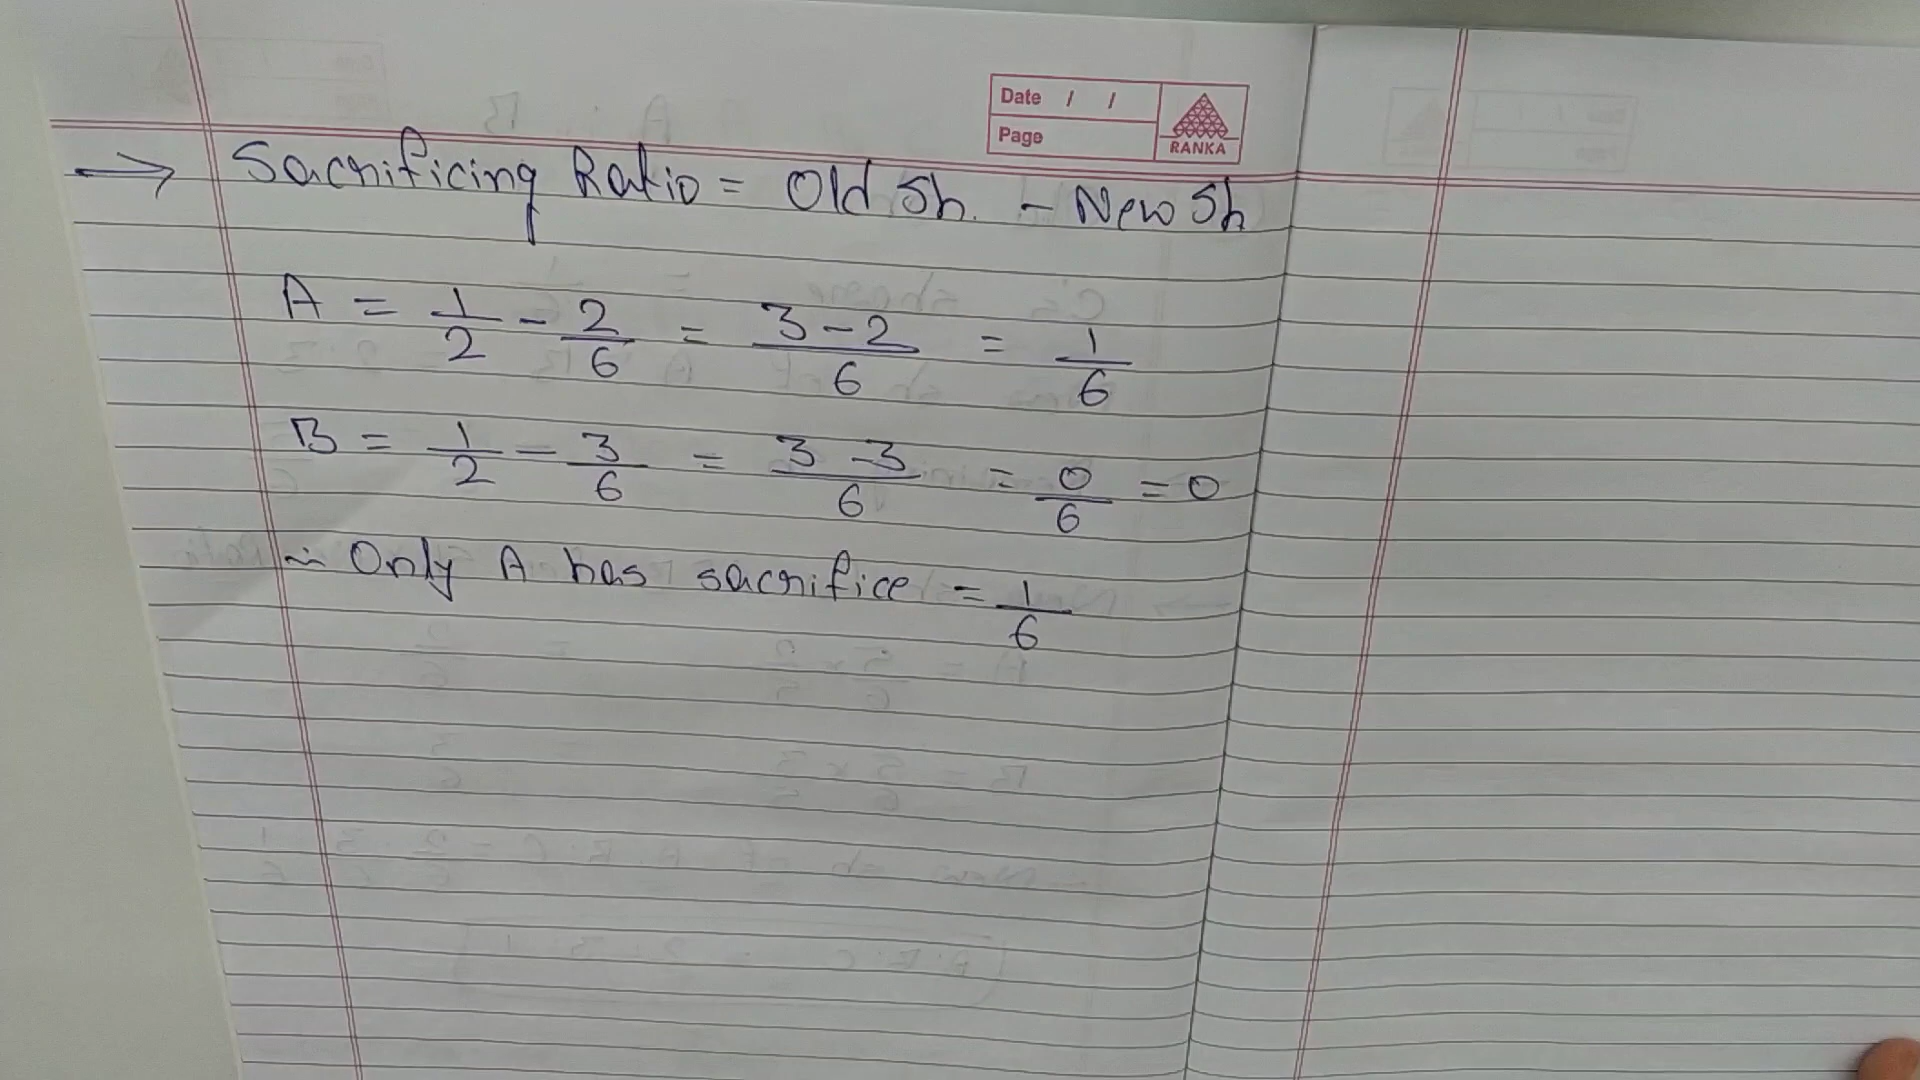 Date / /
Page
RANKA
→ Sacrificing Ratio = Old Sh. - New Sh
A = 1/2 - 2/6 = 3-2/6 = 1/6
B = 1/2 - 3/6 = 3-3/6 = 0/6 = 0
∴ Only A has sacrifice = 1/6